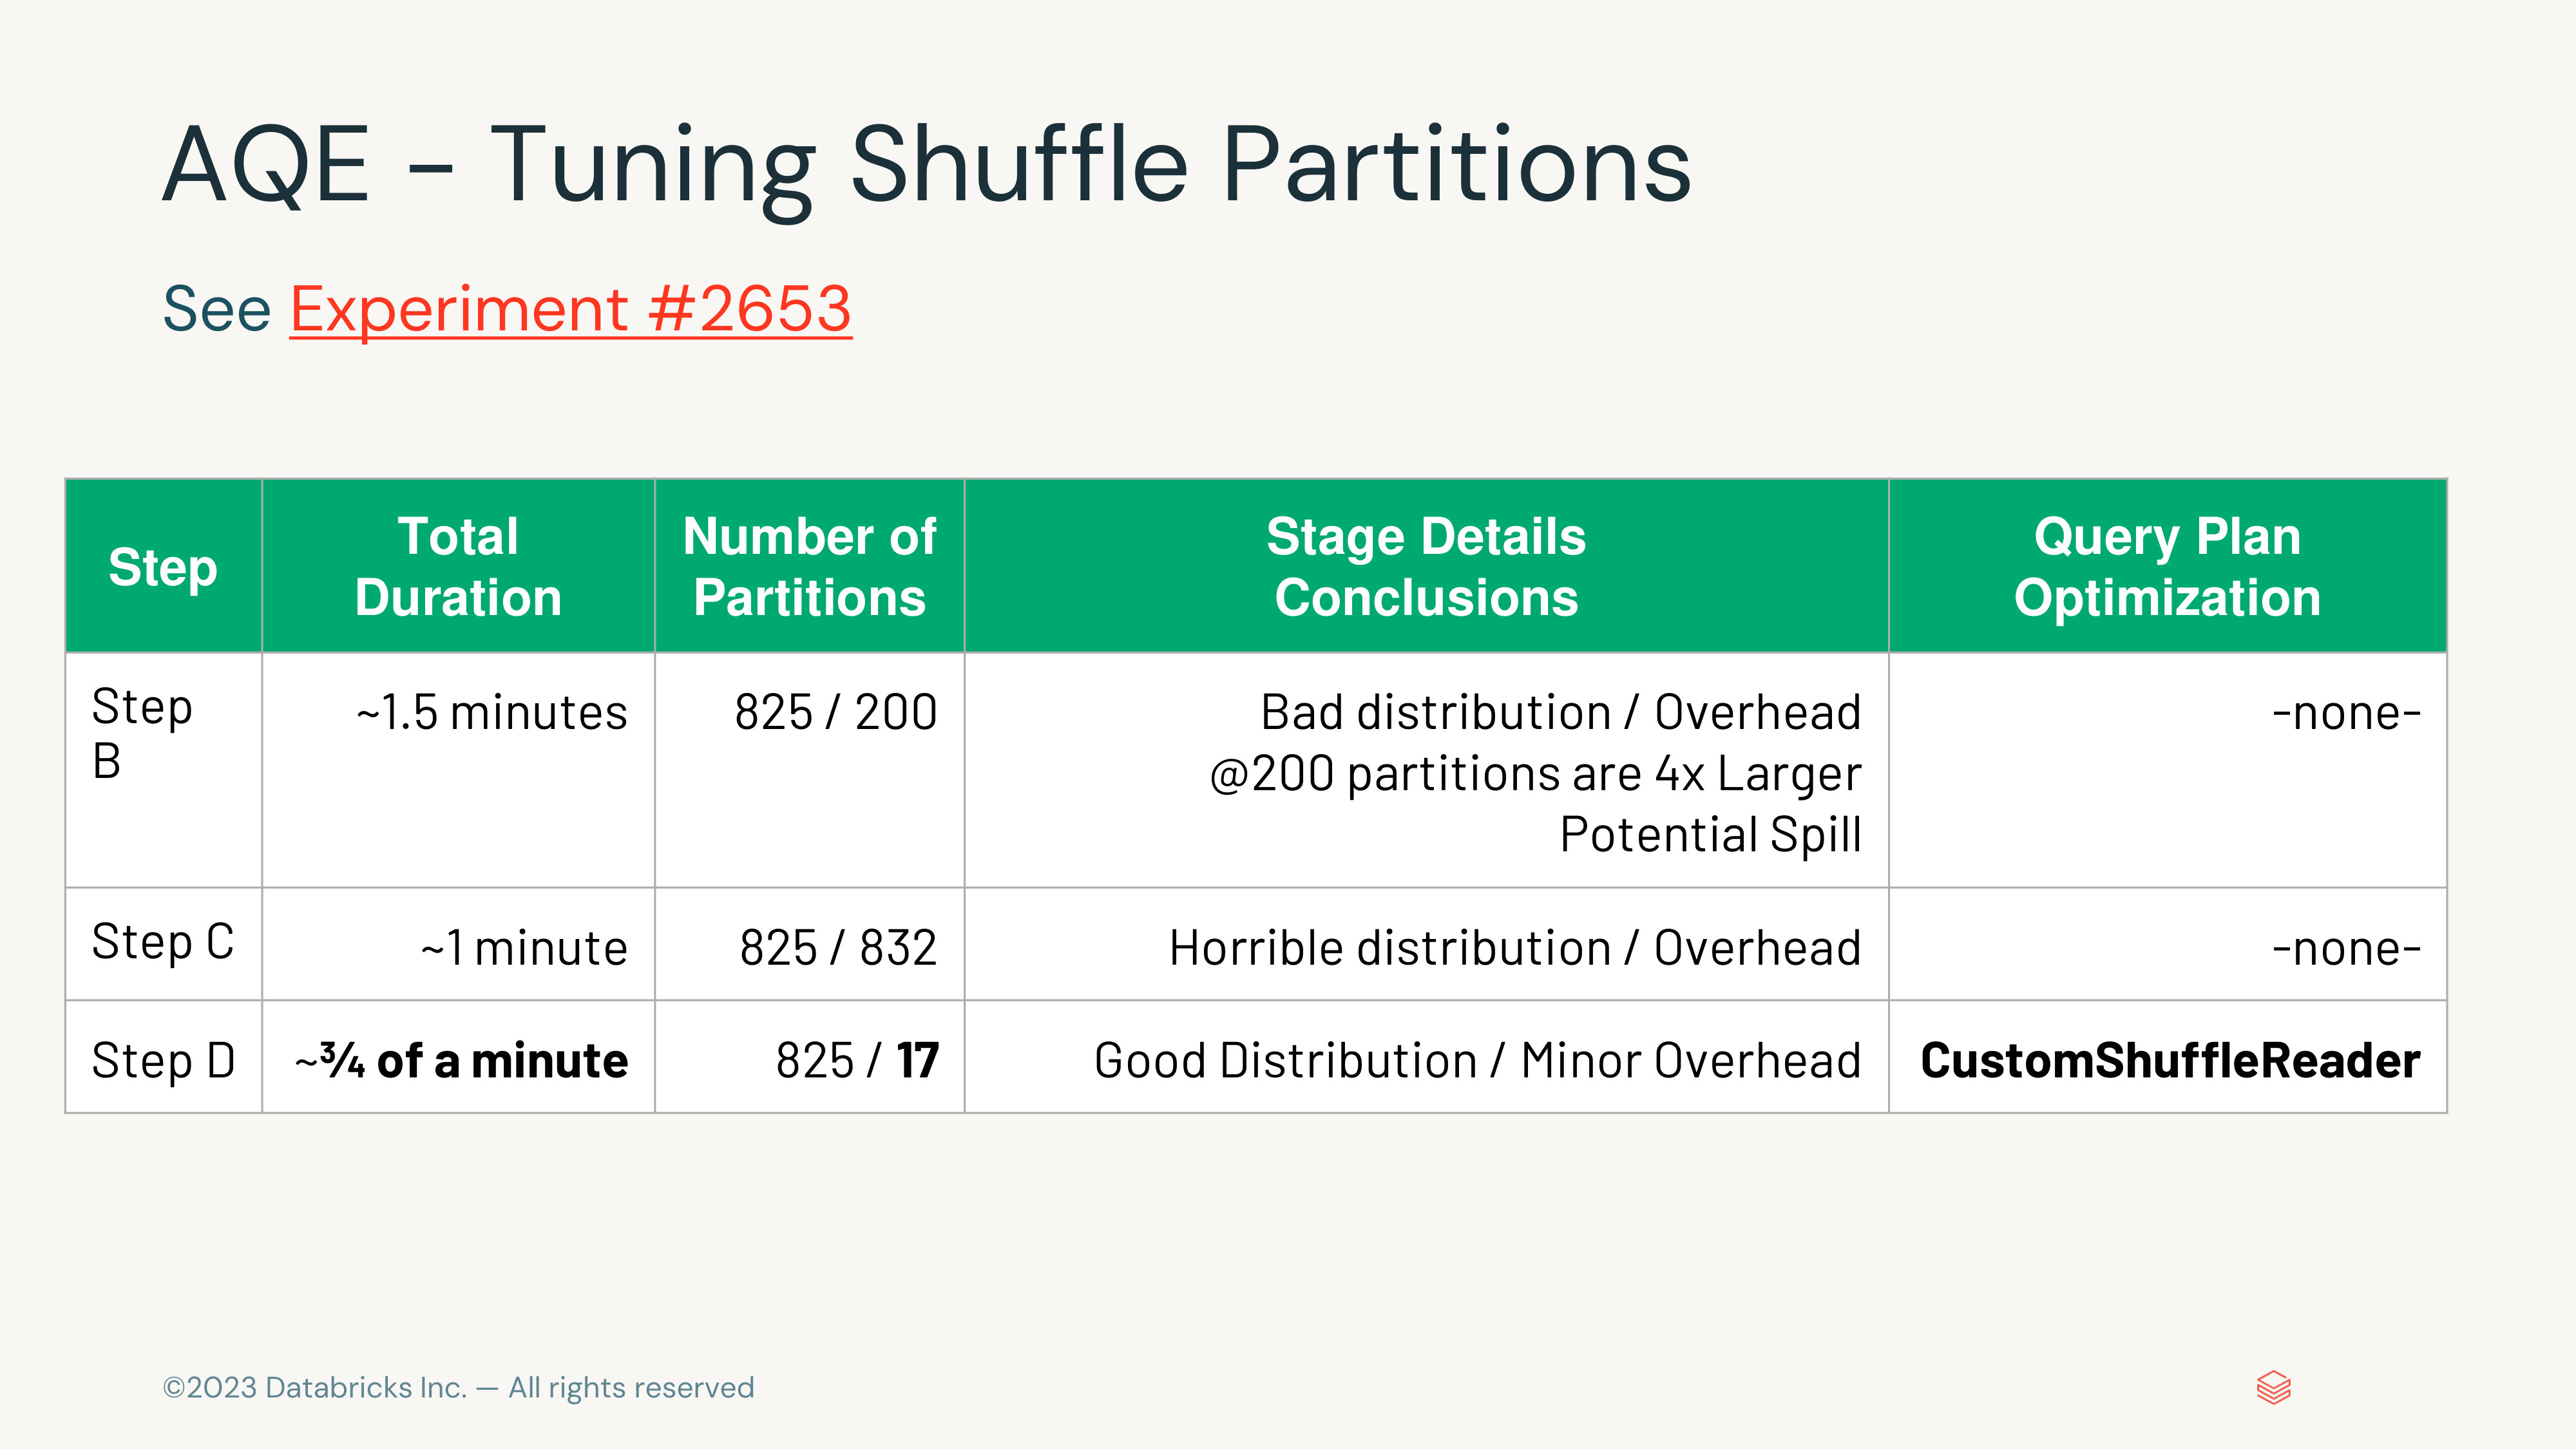 AQE - Tuning Shuffle Partitions
See Experiment #2653
Step
Total
Duration
Number of
Partitions
Stage Details
Conclusions
Query Plan
Optimization
Step
B
~1.5 minutes
825 / 200
Bad distribution / Overhead
@200 partitions are 4x Larger
Potential Spill
-none-
Step C
~1 minute
825 / 832
Horrible distribution / Overhead
-none-
Step D
~¾ of a minute
825 / 17
Good Distribution / Minor Overhead
CustomShuffleReader
©2023 Databricks Inc. — All rights reserved